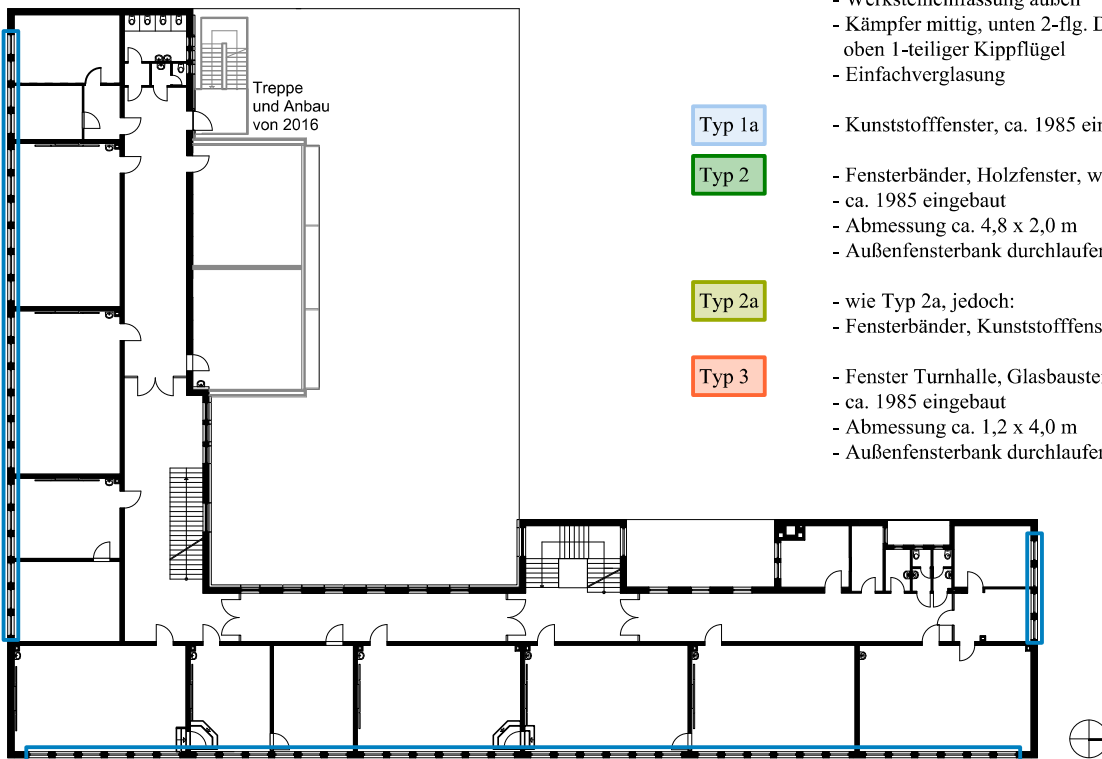 - Werksteineinfassung außen
- Kämpfer mittig, unten 2-flg. D
oben 1-teiliger Kippflügel
- Einfachverglasung
Treppe
und Anbau
von 2016
Typ 1a
- Kunststofffenster, ca. 1985 ein
Typ 2
- Fensterbänder, Holzfenster, w
- ca. 1985 eingebaut
- Abmessung ca. 4,8 x 2,0 m
- Außenfensterbank durchlaufen
Typ 2a
- wie Typ 2a, jedoch:
- Fensterbänder, Kunststofffens
Typ 3
- Fenster Turnhalle, Glasbauste
- ca. 1985 eingebaut
- Abmessung ca. 1,2 x 4,0 m
- Außenfensterbank durchlaufen